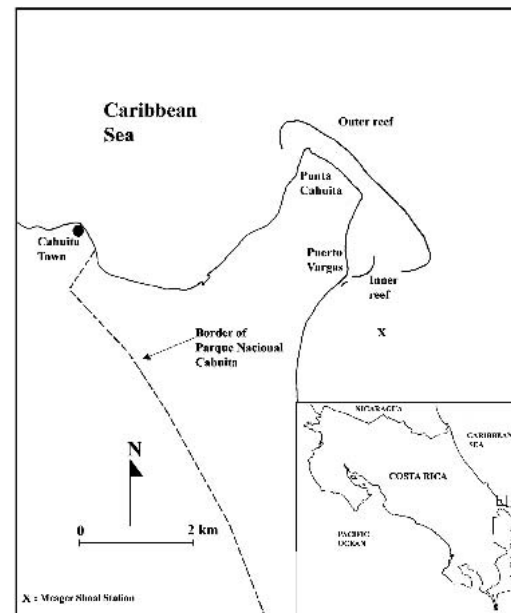 Caribbean
Sea
Outer reef
Punta
Cahuita
Cahuita
Town
Puerto
Vargas
Inner
reef
X
Border of
Parque Nacional
Cahuita
N
0 2 km
NICARAGUA
CARIBBEAN
SEA
COSTA RICA
PACIFIC
OCEAN
X : Meager Shoal Station